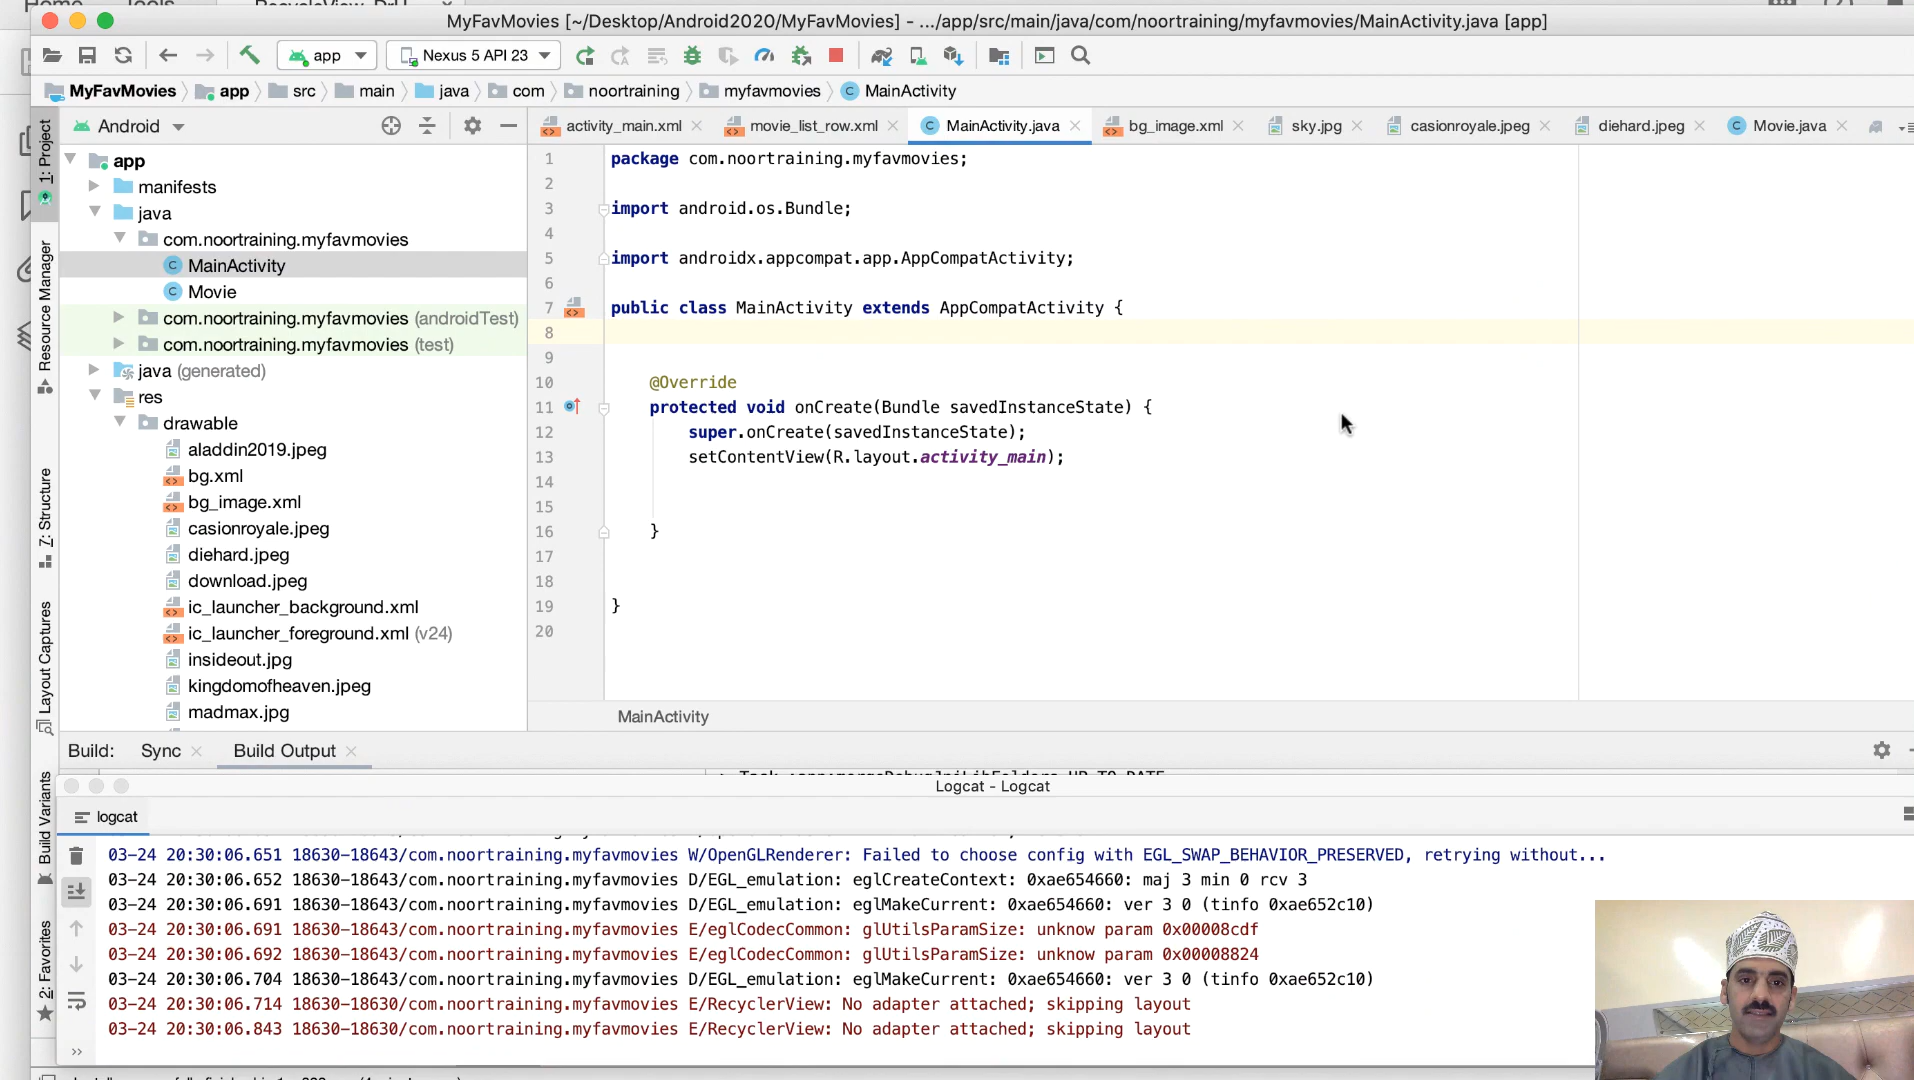 MyFavMovies [~/Desktop/Android2020/MyFavMovies] - .../app/src/main/java/com/noortraining/myfavmovies/MainActivity.java [app]
app Nexus 5 API 23
MyFavMovies app src main java com noortraining myfavmovies MainActivity
Android
activity_main.xml movie_list_row.xml MainActivity.java bg_image.xml sky.jpg casionroyale.jpeg diehard.jpeg Movie.java
1: Project
Resource Manager
7: Structure
Layout Captures
Build Variants
2: Favorites
app
manifests
java
com.noortraining.myfavmovies
MainActivity
Movie
com.noortraining.myfavmovies (androidTest)
com.noortraining.myfavmovies (test)
java (generated)
res
drawable
aladdin2019.jpeg
bg.xml
bg_image.xml
casionroyale.jpeg
diehard.jpeg
download.jpeg
ic_launcher_background.xml
ic_launcher_foreground.xml (v24)
insideout.jpg
kingdomofheaven.jpeg
madmax.jpg
1 package com.noortraining.myfavmovies;
2
3 import android.os.Bundle;
4
5 import androidx.appcompat.app.AppCompatActivity;
6
7 public class MainActivity extends AppCompatActivity {
8
9
10 @Override
11 protected void onCreate(Bundle savedInstanceState) {
12 super.onCreate(savedInstanceState);
13 setContentView(R.layout.activity_main);
14
15
16 }
17
18
19 }
20
MainActivity
Build: Sync Build Output
Logcat - Logcat
logcat
03-24 20:30:06.651 18630-18643/com.noortraining.myfavmovies W/OpenGLRenderer: Failed to choose config with EGL_SWAP_BEHAVIOR_PRESERVED, retrying without...
03-24 20:30:06.652 18630-18643/com.noortraining.myfavmovies D/EGL_emulation: eglCreateContext: 0xae654660: maj 3 min 0 rcv 3
03-24 20:30:06.691 18630-18643/com.noortraining.myfavmovies D/EGL_emulation: eglMakeCurrent: 0xae654660: ver 3 0 (tinfo 0xae652c10)
03-24 20:30:06.691 18630-18643/com.noortraining.myfavmovies E/eglCodecCommon: glUtilsParamSize: unknow param 0x00008cdf
03-24 20:30:06.692 18630-18643/com.noortraining.myfavmovies E/eglCodecCommon: glUtilsParamSize: unknow param 0x00008824
03-24 20:30:06.704 18630-18643/com.noortraining.myfavmovies D/EGL_emulation: eglMakeCurrent: 0xae654660: ver 3 0 (tinfo 0xae652c10)
03-24 20:30:06.714 18630-18630/com.noortraining.myfavmovies E/RecyclerView: No adapter attached; skipping layout
03-24 20:30:06.843 18630-18630/com.noortraining.myfavmovies E/RecyclerView: No adapter attached; skipping layout